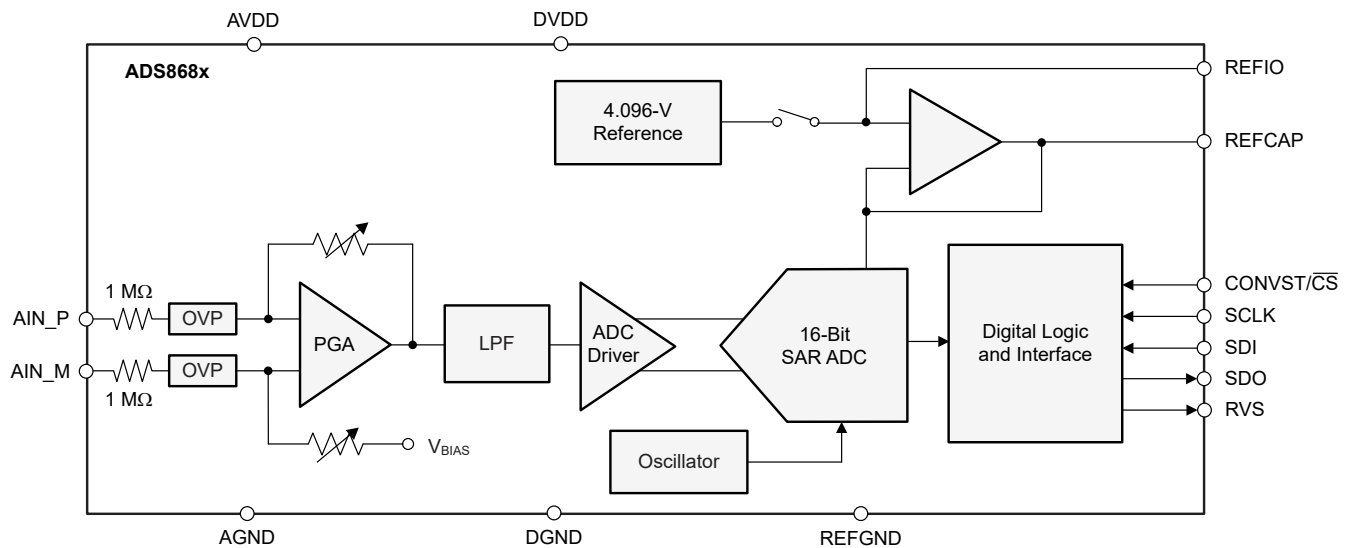 AVDD
DVDD
ADS868x
REFIO
4.096-V
Reference
REFCAP
1 MΩ
AIN_P
OVP
PGA
LPF
ADC
Driver
16-Bit
SAR ADC
Digital Logic
and Interface
CONVST/C̅S̅
SCLK
SDI
SDO
RVS
AIN_M
OVP
1 MΩ
VBIAS
Oscillator
AGND
DGND
REFGND